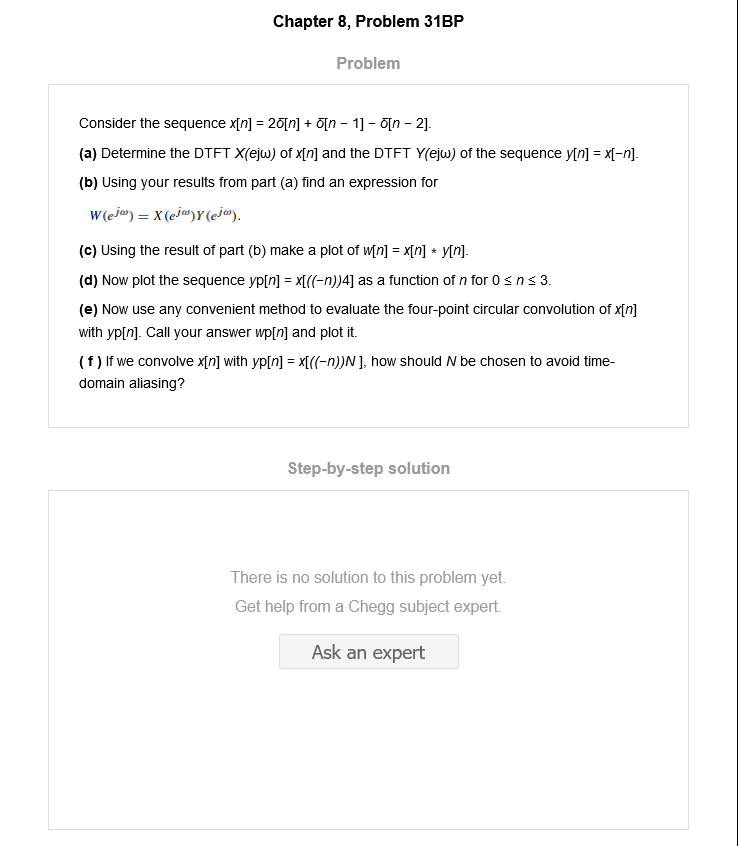 Chapter 8, Problem 31BP
Problem
Consider the sequence x[n] = 2δ[n] + δ[n − 1] − δ[n − 2].
(a) Determine the DTFT X(ejω) of x[n] and the DTFT Y(ejω) of the sequence y[n] = x[−n].
(b) Using your results from part (a) find an expression for
W(e^{jω}) = X(e^{jω})Y(e^{jω}).
(c) Using the result of part (b) make a plot of w[n] = x[n] * y[n].
(d) Now plot the sequence yp[n] = x[((−n))4] as a function of n for 0 ≤ n ≤ 3.
(e) Now use any convenient method to evaluate the four-point circular convolution of x[n]
with yp[n]. Call your answer wp[n] and plot it.
( f ) If we convolve x[n] with yp[n] = x[((−n))N ], how should N be chosen to avoid time-
domain aliasing?
Step-by-step solution
There is no solution to this problem yet.
Get help from a Chegg subject expert.
Ask an expert